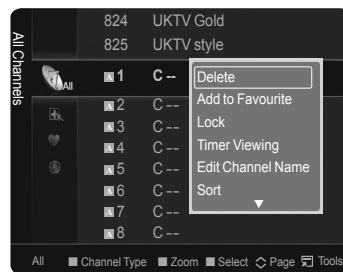 All Channels
824 UKTV Gold
825 UKTV style
All
A 1 C --
A 2 C --
A 3 C --
A 4 C --
A 5 C --
A 6 C --
A 7 C --
A 8 C --
Delete
Add to Favourite
Lock
Timer Viewing
Edit Channel Name
Sort
All Channel Type Zoom Select Page Tools